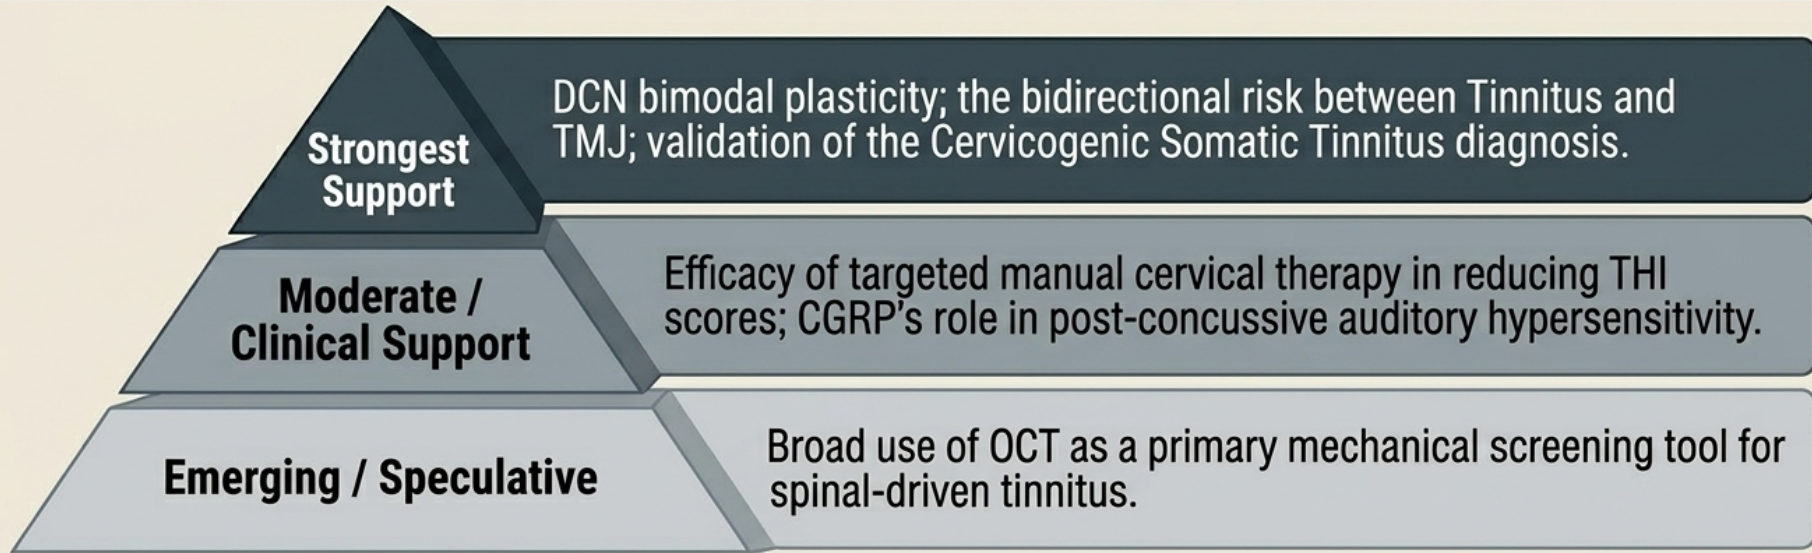 Strongest
Support
DCN bimodal plasticity; the bidirectional risk between Tinnitus and
TMJ; validation of the Cervicogenic Somatic Tinnitus diagnosis.
Moderate /
Clinical Support
Efficacy of targeted manual cervical therapy in reducing THI
scores; CGRP’s role in post-concussive auditory hypersensitivity.
Emerging / Speculative
Broad use of OCT as a primary mechanical screening tool for
spinal-driven tinnitus.